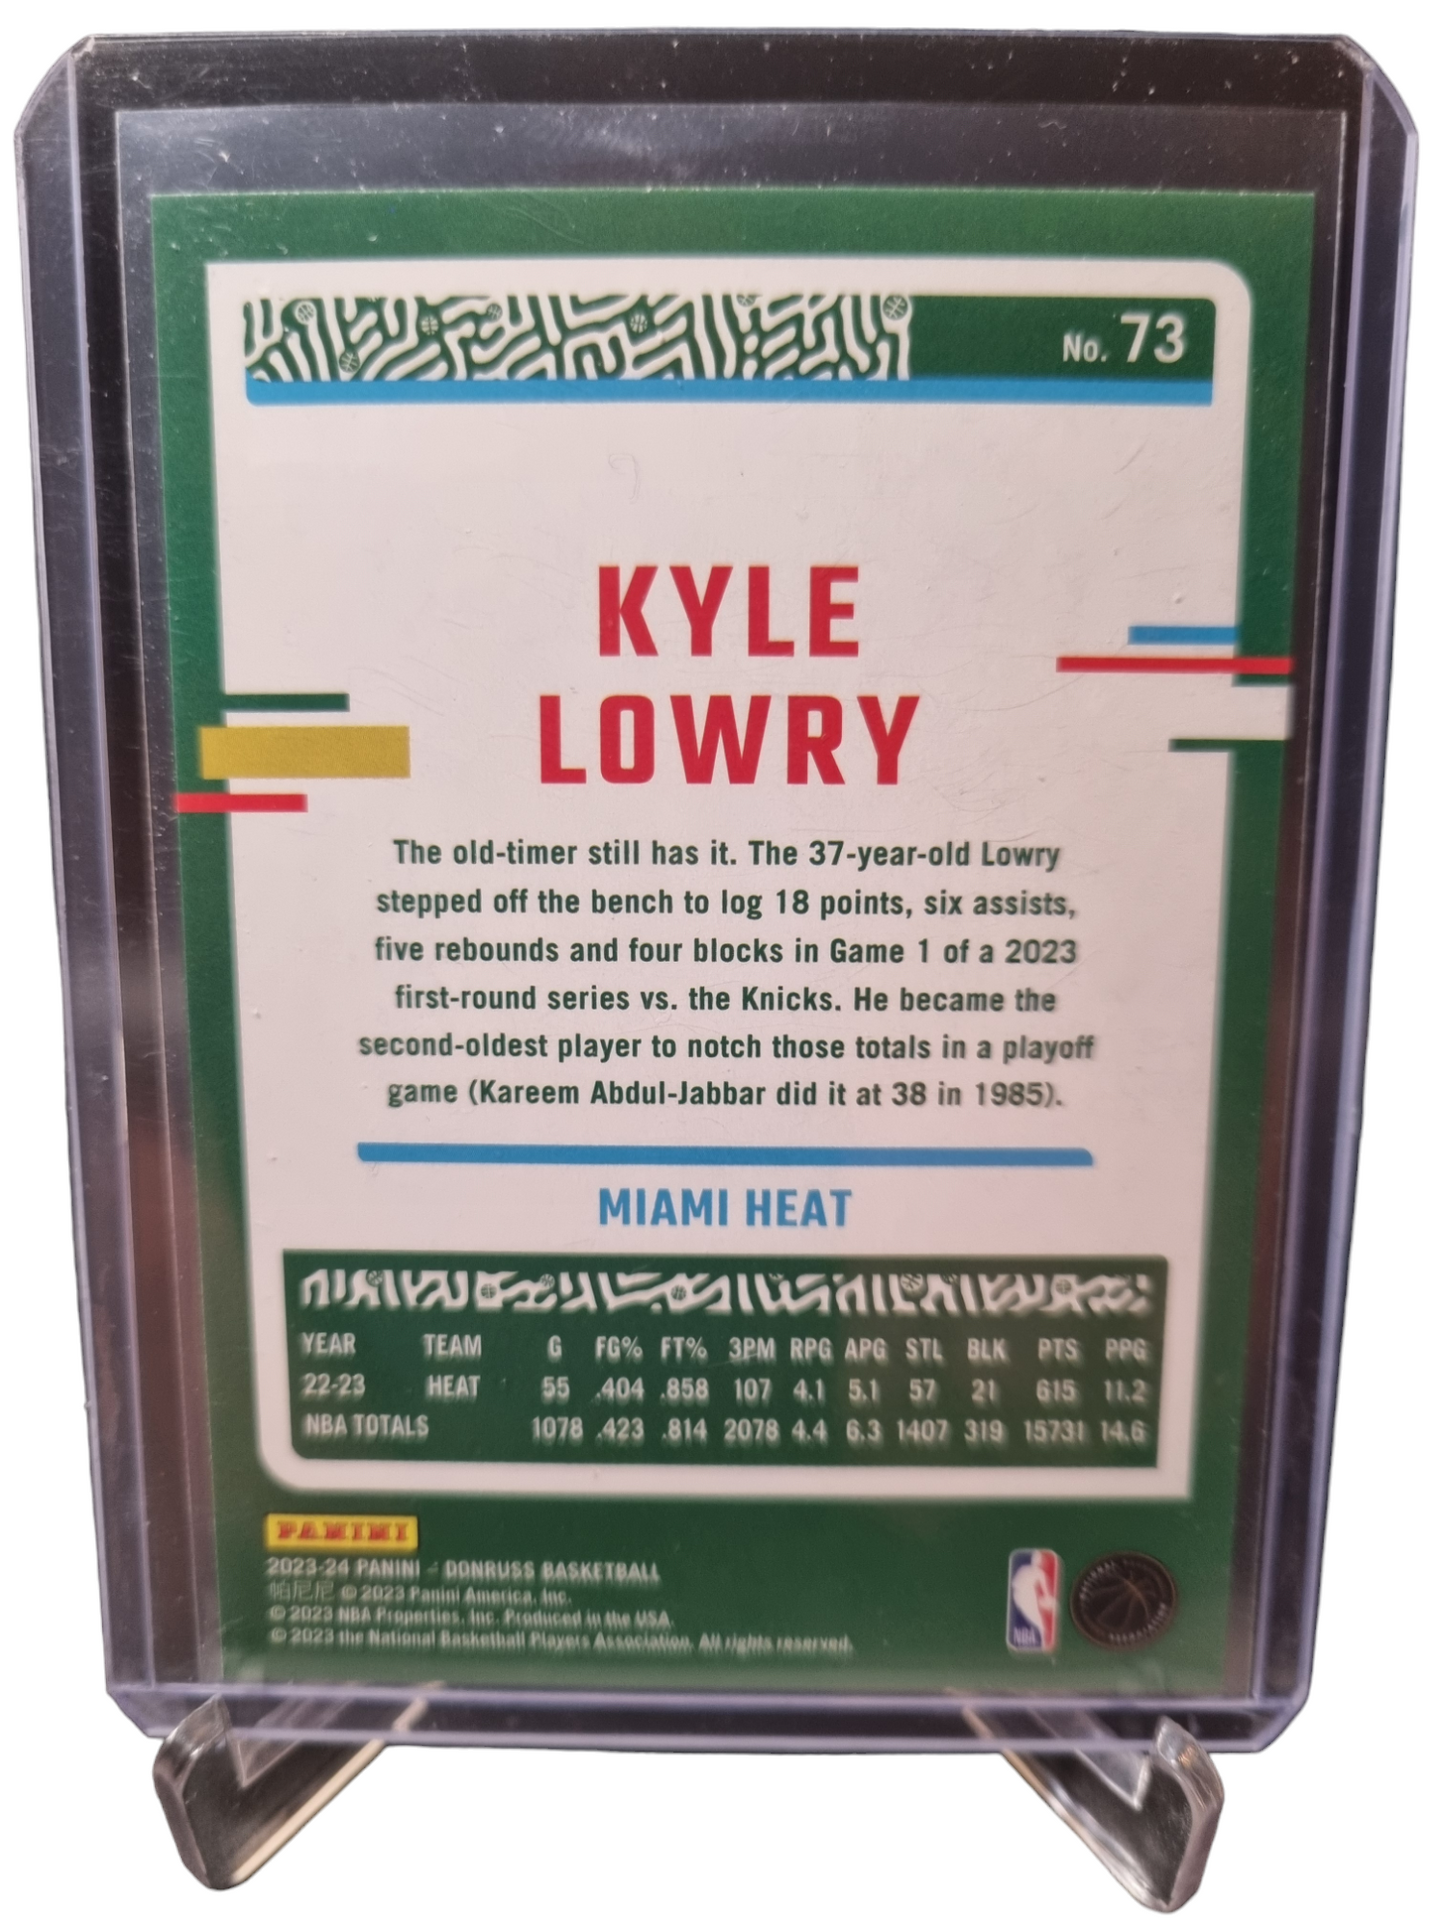 No. 73
KYLE
LOWRY
The old-timer still has it. The 37-year-old Lowry
stepped off the bench to log 18 points, six assists,
five rebounds and four blocks in Game 1 of a 2023
first-round series vs. the Knicks. He became the
second-oldest player to notch those totals in a playoff
game (Kareem Abdul-Jabbar did it at 38 in 1985).
MIAMI HEAT
YEAR TEAM G FG% FT% 3PM RPG APG STL BLK PTS PPG
22-23 HEAT 55 .404 .858 107 4.1 5.1 57 21 615 11.2
NBA TOTALS 1078 .423 .814 2078 4.4 6.3 1407 319 15731 14.6
PANINI
2023-24 PANINI - DONRUSS BASKETBALL
帕尼尼 © 2023 Panini America, Inc.
© 2023 NBA Properties, Inc. Produced in the USA.
© 2023 the National Basketball Players Association. All rights reserved.
NBA